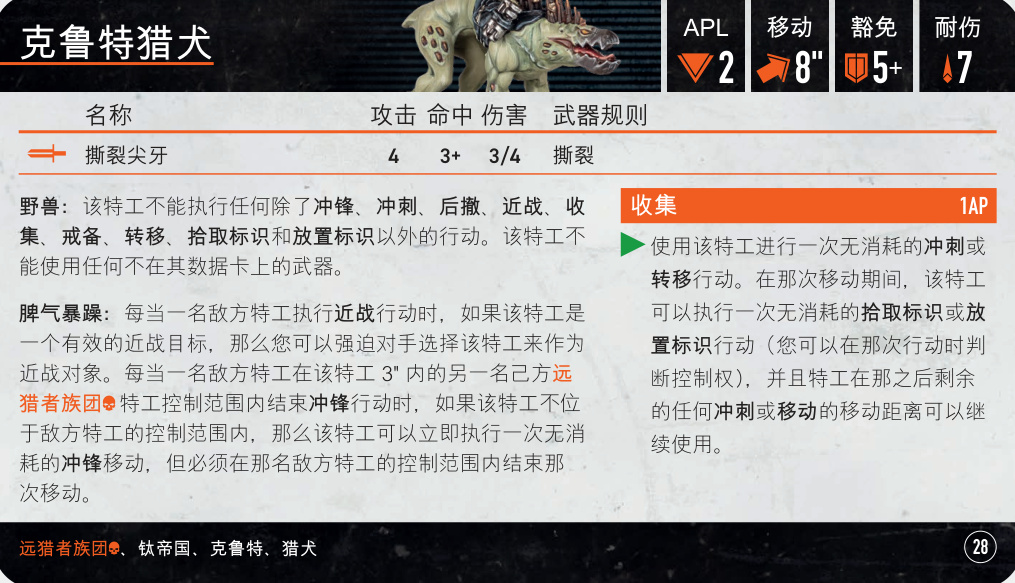 克鲁特猎犬
APL 移动 豁免 耐伤
2 8" 5+ 7
名称 攻击 命中 伤害 武器规则
撕裂尖牙 4 3+ 3/4 撕裂
野兽：该特工不能执行任何除了冲锋、冲刺、后撤、近战、收
集、戒备、转移、拾取标识和放置标识以外的行动。该特工不
能使用任何不在其数据卡上的武器。
脾气暴躁：每当一名敌方特工执行近战行动时，如果该特工是
一个有效的近战目标，那么您可以强迫对手选择该特工来作为
近战对象。每当一名敌方特工在该特工 3" 内的另一名己方远
猎者族团特工控制范围内结束冲锋行动时，如果该特工不位
于敌方特工的控制范围内，那么该特工可以立即执行一次无消
耗的冲锋移动，但必须在那名敌方特工的控制范围内结束那
次移动。
收集 1AP
使用该特工进行一次无消耗的冲刺或
转移行动。在那次移动期间，该特工
可以执行一次无消耗的拾取标识或放
置标识行动（您可以在那次行动时判
断控制权），并且特工在那之后剩余
的任何冲刺或移动的移动距离可以继
续使用。
远猎者族团、钛帝国、克鲁特、猎犬
28